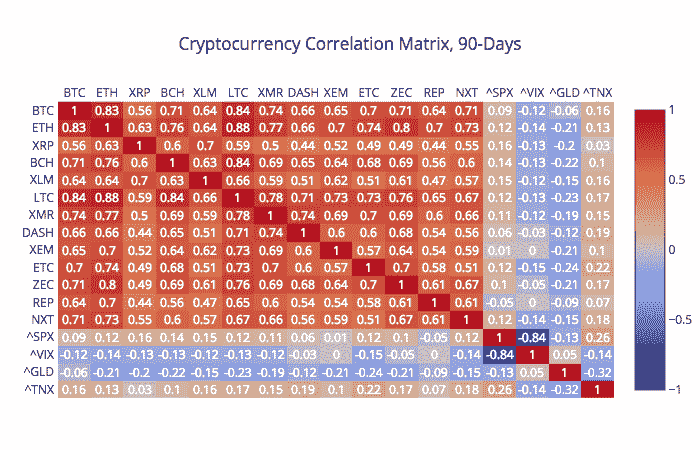 Cryptocurrency Correlation Matrix, 90-Days
BTC ETH XRP BCH XLM LTC XMR DASH XEM ETC ZEC REP NXT ^SPX ^VIX ^GLD ^TNX
BTC 1 0.83 0.56 0.71 0.64 0.84 0.74 0.66 0.65 0.7 0.71 0.64 0.71 0.09 -0.12 -0.06 0.16
ETH 0.83 1 0.63 0.76 0.64 0.88 0.77 0.66 0.7 0.74 0.8 0.7 0.73 0.12 -0.14 -0.21 0.13
XRP 0.56 0.63 1 0.6 0.7 0.59 0.5 0.44 0.52 0.49 0.49 0.44 0.55 0.16 -0.13 -0.2 0.03
BCH 0.71 0.76 0.6 1 0.63 0.84 0.69 0.65 0.64 0.68 0.69 0.56 0.6 0.14 -0.13 -0.22 0.1
XLM 0.64 0.64 0.7 0.63 1 0.66 0.59 0.51 0.62 0.51 0.61 0.47 0.57 0.15 -0.12 -0.15 0.16
LTC 0.84 0.88 0.59 0.84 0.66 1 0.78 0.71 0.73 0.73 0.76 0.65 0.67 0.12 -0.13 -0.23 0.17
XMR 0.74 0.77 0.5 0.69 0.59 0.78 1 0.74 0.69 0.7 0.69 0.6 0.66 0.11 -0.12 -0.19 0.15
DASH 0.66 0.66 0.44 0.65 0.51 0.71 0.74 1 0.6 0.6 0.68 0.54 0.56 0.06 -0.03 -0.12 0.19
XEM 0.65 0.7 0.52 0.64 0.62 0.73 0.69 0.6 1 0.57 0.64 0.54 0.59 0.01 0 -0.21 0.1
ETC 0.7 0.74 0.49 0.68 0.51 0.73 0.7 0.6 0.57 1 0.7 0.58 0.51 0.12 -0.15 -0.24 0.22
ZEC 0.71 0.8 0.49 0.69 0.61 0.76 0.69 0.68 0.64 0.7 1 0.61 0.67 0.1 -0.05 -0.21 0.17
REP 0.64 0.7 0.44 0.56 0.47 0.65 0.6 0.54 0.54 0.58 0.61 1 0.61 -0.05 0 -0.09 0.07
NXT 0.71 0.73 0.55 0.6 0.57 0.67 0.66 0.56 0.59 0.51 0.67 0.61 1 0.12 -0.14 -0.15 0.18
^SPX 0.09 0.12 0.16 0.14 0.15 0.12 0.11 0.06 0.01 0.12 0.1 -0.05 0.12 1 -0.84 -0.13 0.26
^VIX -0.12 -0.14 -0.13 -0.13 -0.12 -0.13 -0.12 -0.03 0 -0.15 -0.05 0 -0.14 -0.84 1 0.05 -0.14
^GLD -0.06 -0.21 -0.2 -0.22 -0.15 -0.23 -0.19 -0.12 -0.21 -0.24 -0.21 -0.09 -0.15 -0.13 0.05 1 -0.32
^TNX 0.16 0.13 0.03 0.1 0.16 0.17 0.15 0.19 0.1 0.22 0.17 0.07 0.18 0.26 -0.14 -0.32 1
1
0.5
0
−0.5
−1